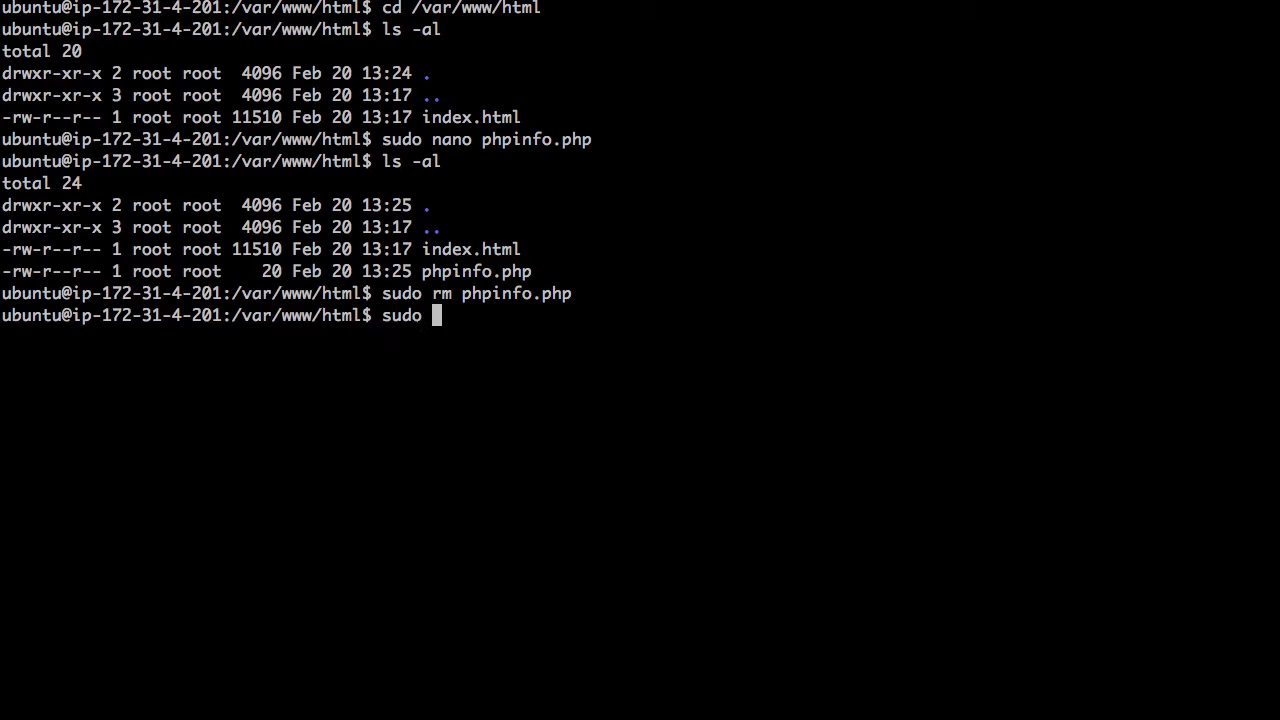 ubuntu@ip-172-31-4-201:/var/www/html$ cd /var/www/html
ubuntu@ip-172-31-4-201:/var/www/html$ ls -al
total 20
drwxr-xr-x 2 root root  4096 Feb 20 13:24 .
drwxr-xr-x 3 root root  4096 Feb 20 13:17 ..
-rw-r--r-- 1 root root 11510 Feb 20 13:17 index.html
ubuntu@ip-172-31-4-201:/var/www/html$ sudo nano phpinfo.php
ubuntu@ip-172-31-4-201:/var/www/html$ ls -al
total 24
drwxr-xr-x 2 root root  4096 Feb 20 13:25 .
drwxr-xr-x 3 root root  4096 Feb 20 13:17 ..
-rw-r--r-- 1 root root 11510 Feb 20 13:17 index.html
-rw-r--r-- 1 root root    20 Feb 20 13:25 phpinfo.php
ubuntu@ip-172-31-4-201:/var/www/html$ sudo rm phpinfo.php
ubuntu@ip-172-31-4-201:/var/www/html$ sudo